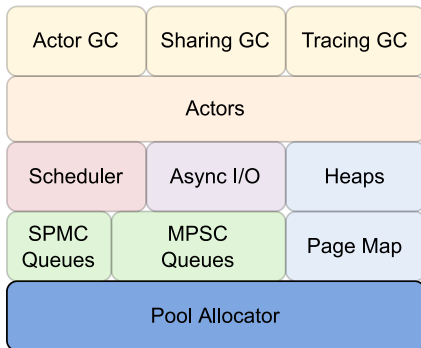 Actor GC
Sharing GC
Tracing GC
Actors
Scheduler
Async I/O
Heaps
SPMC
Queues
MPSC
Queues
Page Map
Pool Allocator